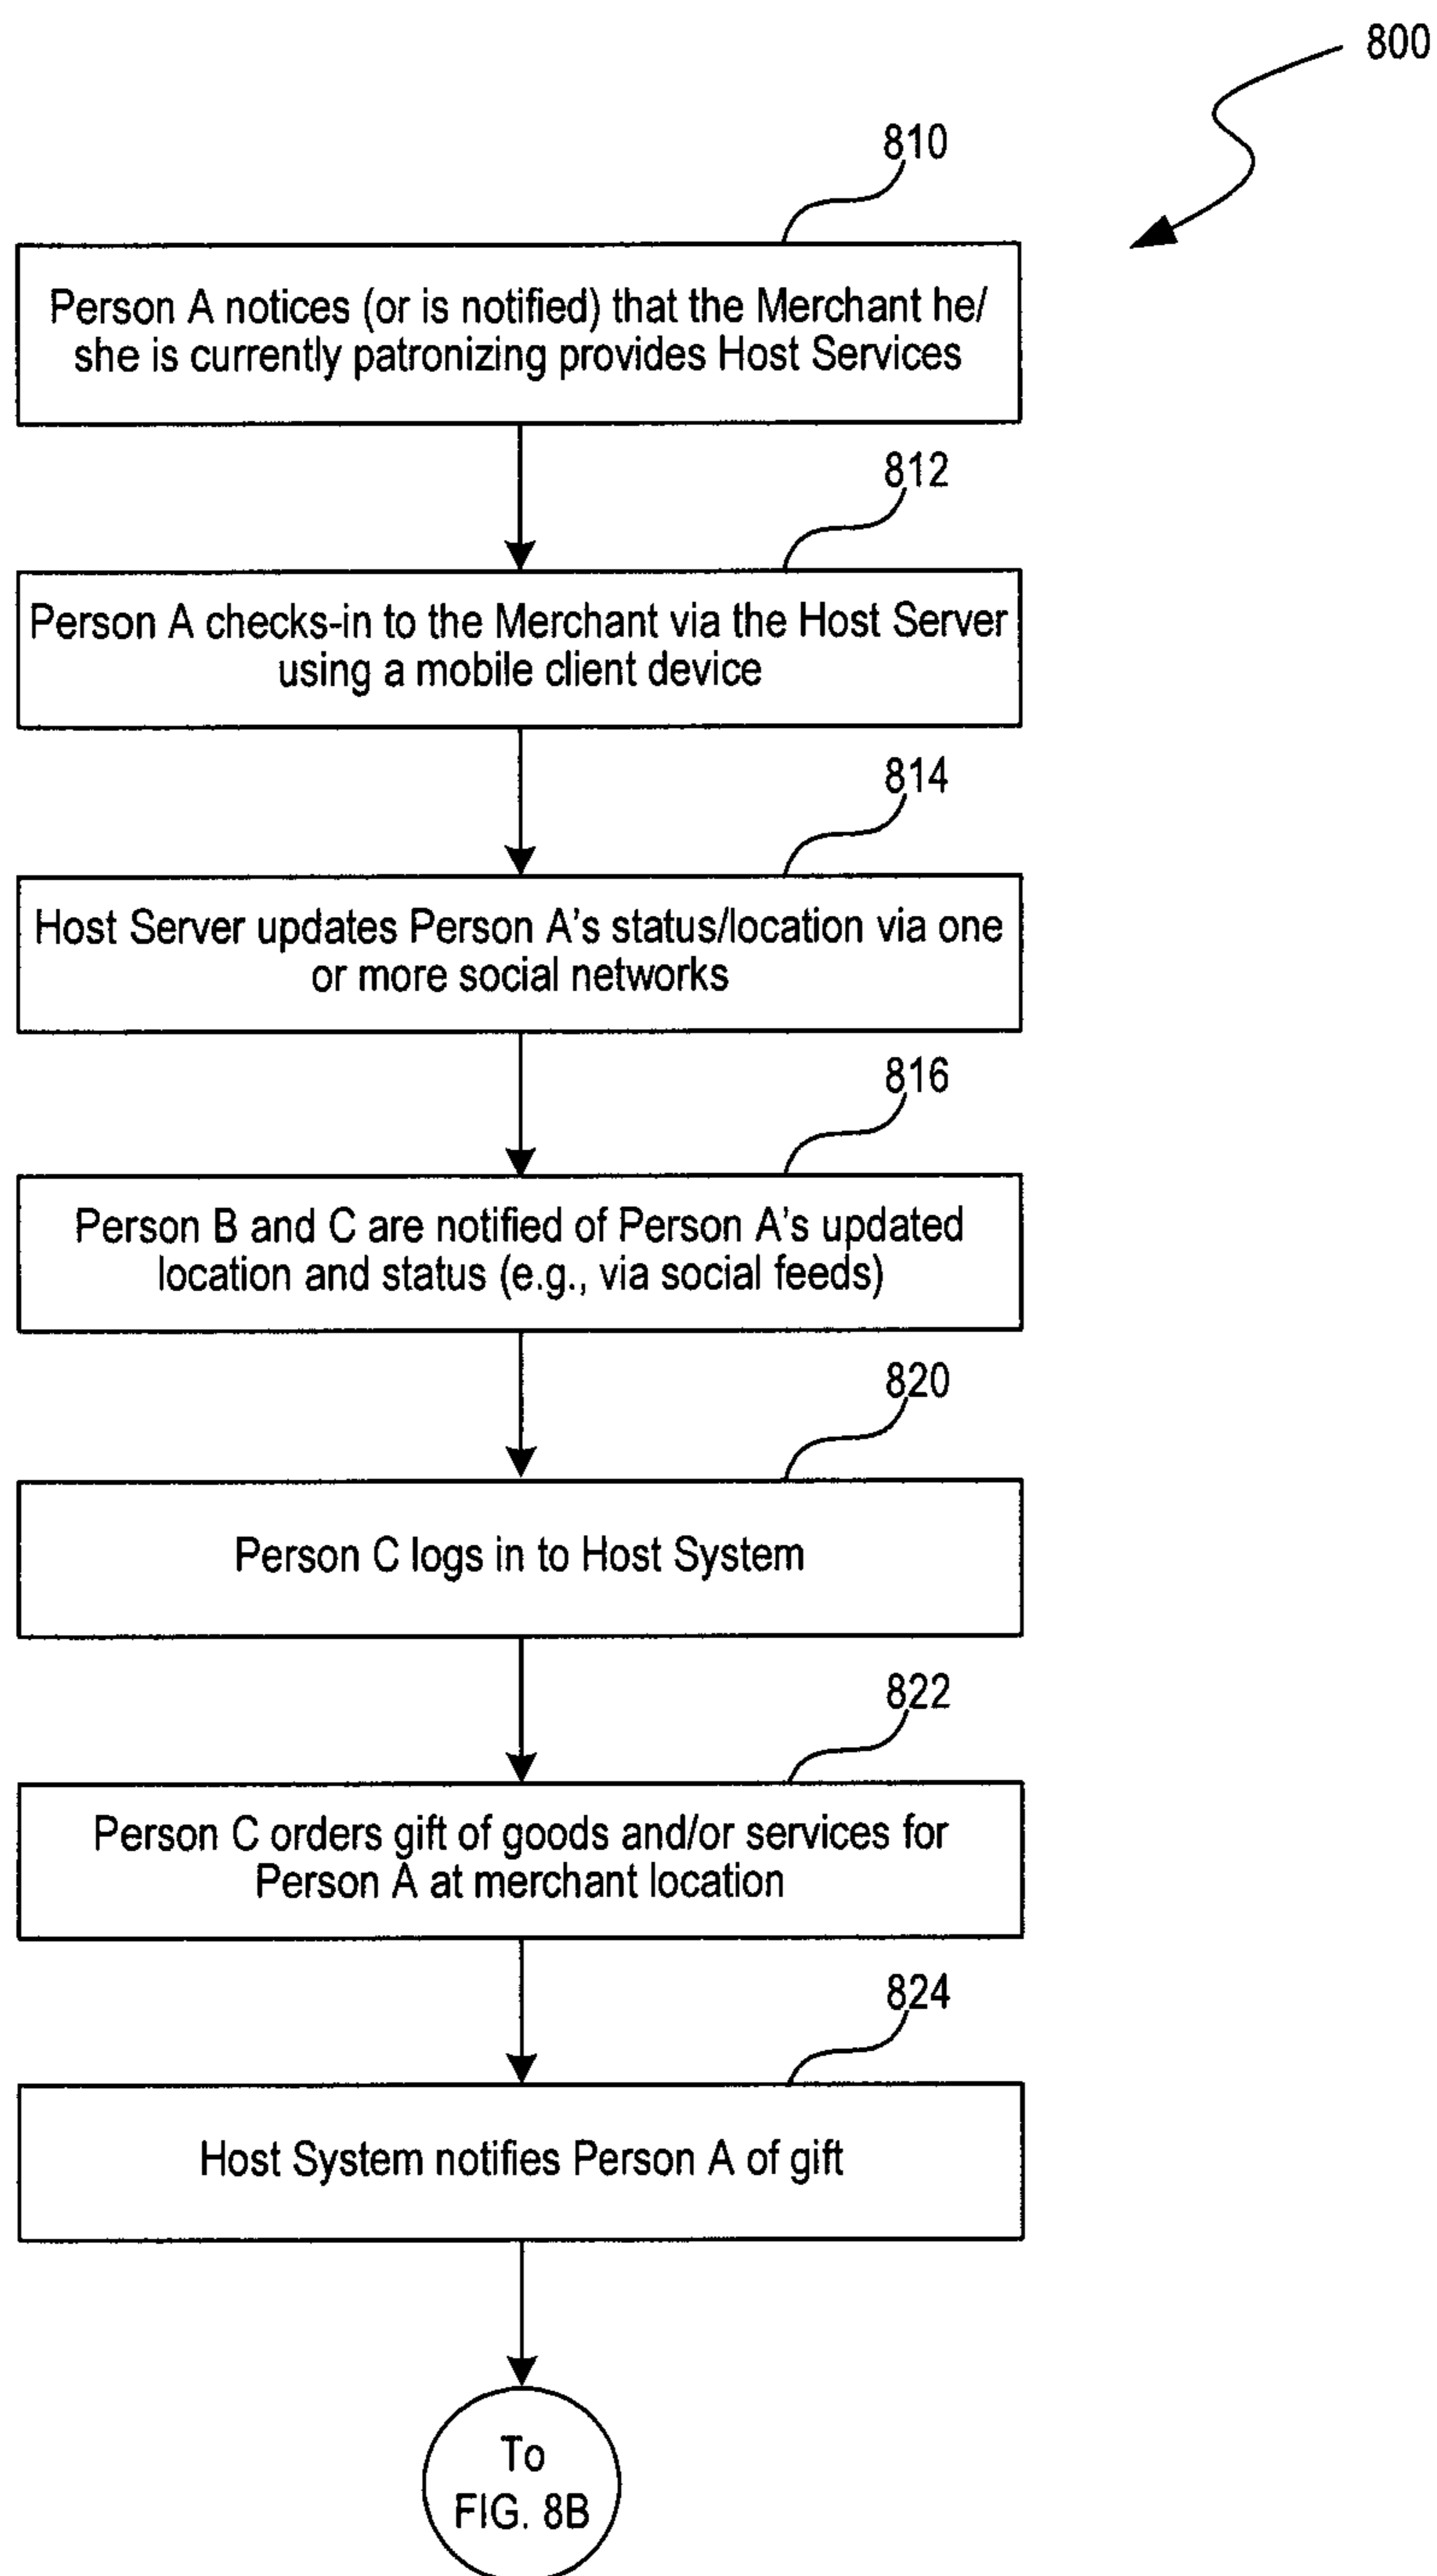 800
810
Person A notices (or is notified) that the Merchant he/
she is currently patronizing provides Host Services
812
Person A checks-in to the Merchant via the Host Server
using a mobile client device
814
Host Server updates Person A's status/location via one
or more social networks
816
Person B and C are notified of Person A's updated
location and status (e.g., via social feeds)
820
Person C logs in to Host System
822
Person C orders gift of goods and/or services for
Person A at merchant location
824
Host System notifies Person A of gift
To
FIG. 8B